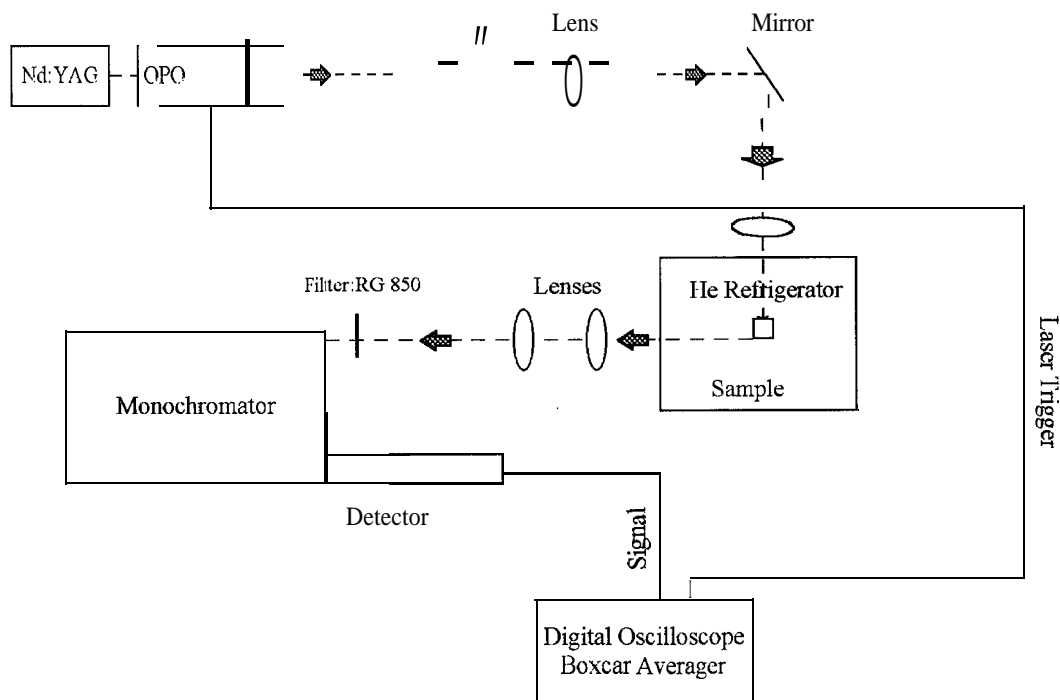 Lens
Mirror
Nd:YAG
OPO
Filter:RG 850
Lenses
He Refrigerator
Sample
Monochromator
Detector
Signal
Laser Trigger
Digital Oscilloscope
Boxcar Averager